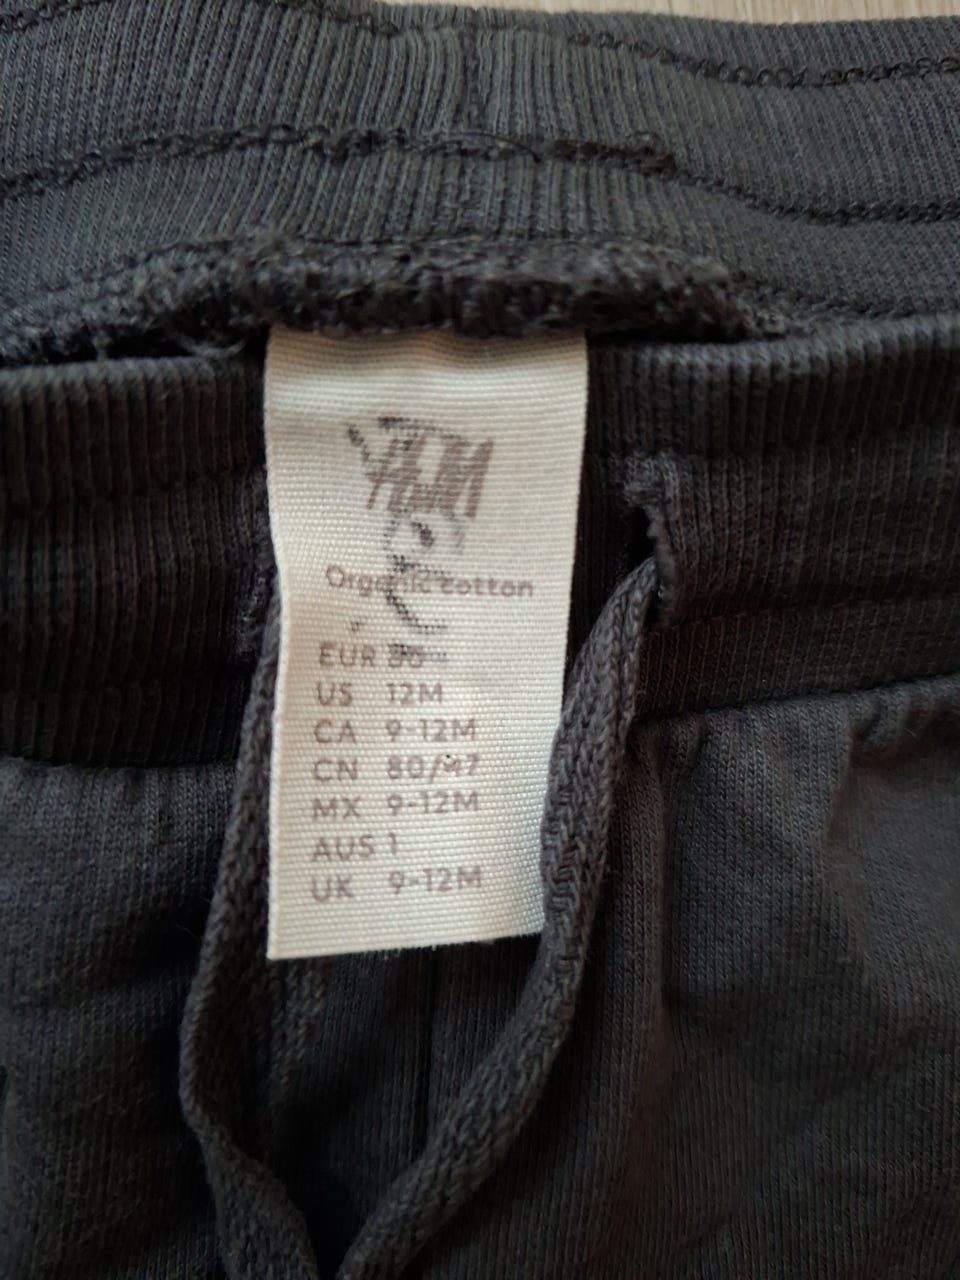 H&M
Organic cotton
EUR 80
US 12M
CA 9-12M
CN 80/47
MX 9-12M
AUS 1
UK 9-12M